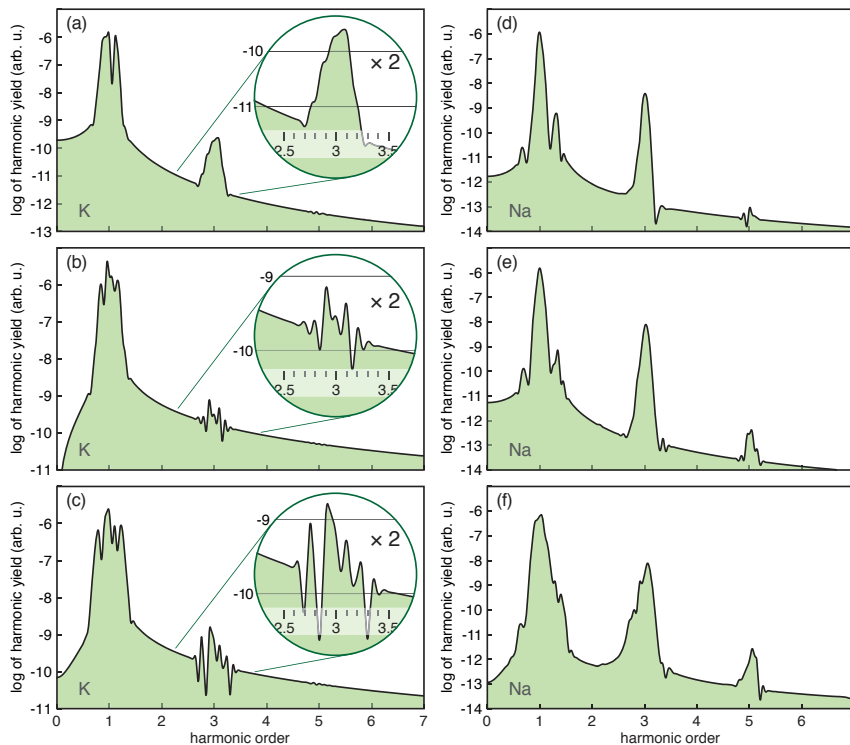 (a)
-6
-7
-8
-9
-10
-11
-12
-13
log of harmonic yield (arb. u.)
K
-10
× 2
-11
2.5 3 3.5
(d)
-5
-6
-7
-8
-9
-10
-11
-12
-13
-14
log of harmonic yield (arb. u.)
Na
(b)
-6
-7
-8
-9
-10
-11
log of harmonic yield (arb. u.)
K
-9
× 2
-10
2.5 3 3.5
(e)
-5
-6
-7
-8
-9
-10
-11
-12
-13
-14
log of harmonic yield (arb. u.)
Na
(c)
-6
-7
-8
-9
-10
-11
log of harmonic yield (arb. u.)
K
-9
× 2
-10
2.5 3 3.5
0 1 2 3 4 5 6 7
harmonic order
(f)
-5
-6
-7
-8
-9
-10
-11
-12
-13
-14
log of harmonic yield (arb. u.)
Na
0 1 2 3 4 5 6
harmonic order